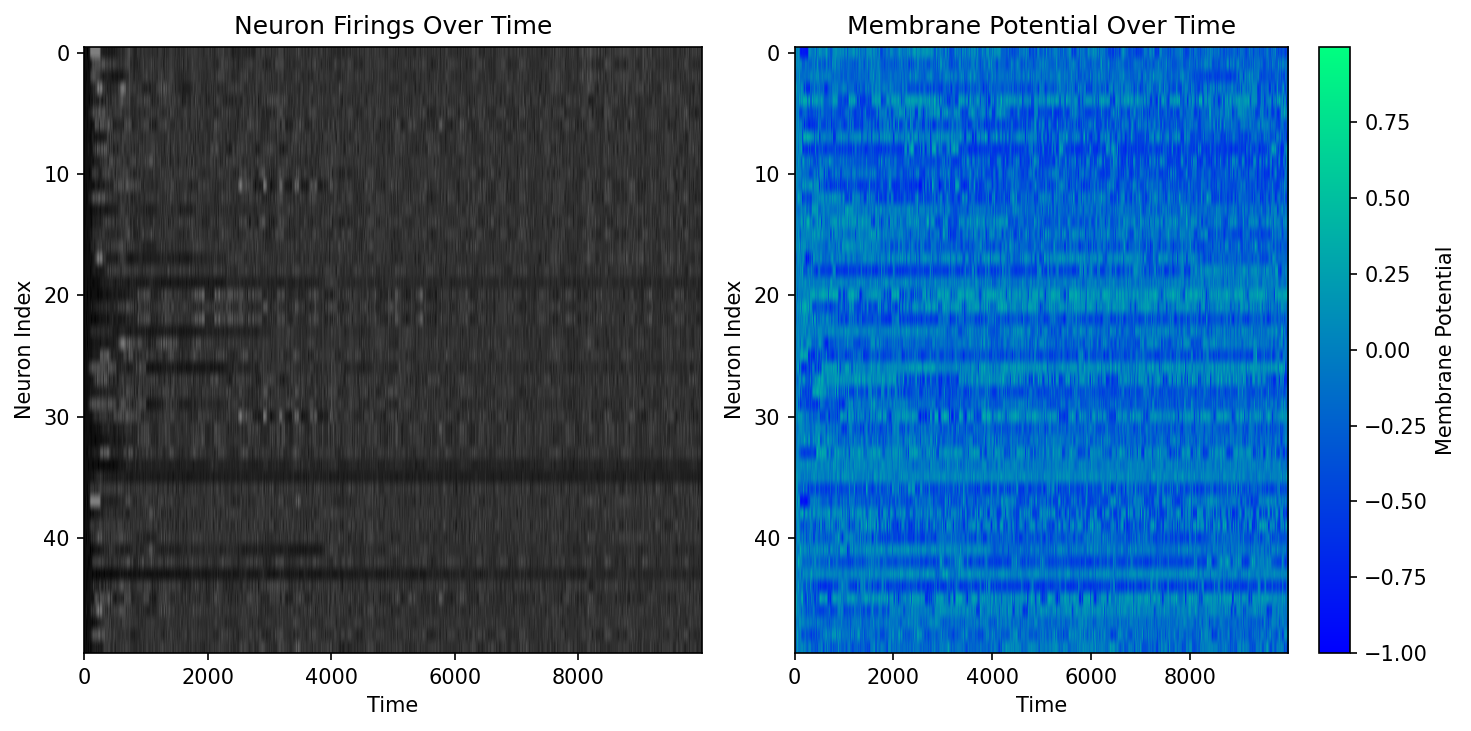 Neuron Firings Over Time
Neuron Index
0
10
20
30
40
0 2000 4000 6000 8000
Time
Membrane Potential Over Time
Neuron Index
0
10
20
30
40
0 2000 4000 6000 8000
Time
0.75
0.50
0.25
0.00
−0.25
−0.50
−0.75
−1.00
Membrane Potential